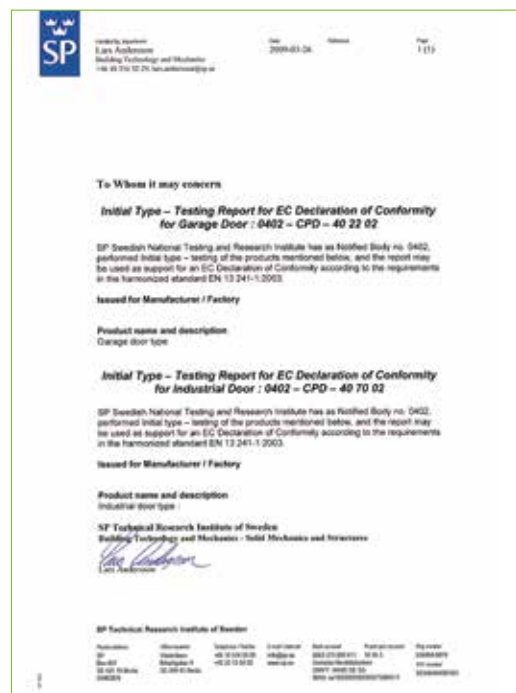 SP
Handled by, department
Date
Reference
Page
Lars Andersson
2009-03-26
1 (1)
Building Technology and Mechanics
To Whom it may concern
Initial Type – Testing Report for EC Declaration of Conformity
for Garage Door : 0402 – CPD – 40 22 02
SP Swedish National Testing and Research Institute has as Notified Body no. 0402,
performed Initial type – testing of the products mentioned below, and the report may
be used as support for an EC Declaration of Conformity according to the requirements
in the harmonized standard EN 13 241-1:2003.
Issued for Manufacturer / Factory
Product name and description
Garage door type
Initial Type – Testing Report for EC Declaration of Conformity
for Industrial Door : 0402 – CPD – 40 70 02
SP Swedish National Testing and Research Institute has as Notified Body no. 0402,
performed Initial type – testing of the products mentioned below, and the report may
be used as support for an EC Declaration of Conformity according to the requirements
in the harmonized standard EN 13 241-1:2003.
Issued for Manufacturer / Factory
Product name and description
Industrial door type :
SP Technical Research Institute of Sweden
Building Technology and Mechanics - Solid Mechanics and Structures
Lars Andersson
SP Technical Research Institute of Sweden